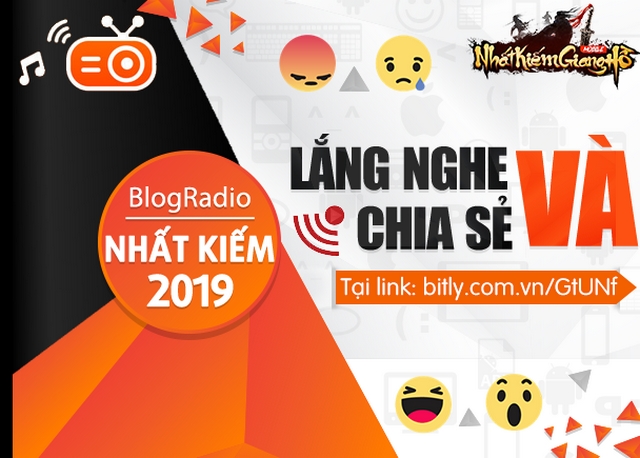 Nhất Kiếm Giang Hồ
MOBILE
LẮNG NGHE
VÀ
CHIA SẺ
BlogRadio
NHẤT KIẾM
2019
Tại link: bitly.com.vn/GtUNf